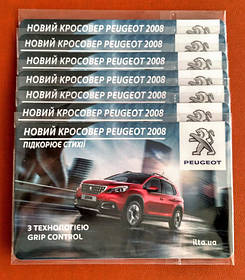 НОВИЙ КРОСОВЕР PEUGEOT 2008
НОВИЙ КРОСОВЕР PEUGEOT 2008
НОВИЙ КРОСОВЕР PEUGEOT 2008
НОВИЙ КРОСОВЕР PEUGEOT 2008
НОВИЙ КРОСОВЕР PEUGEOT 2008
НОВИЙ КРОСОВЕР PEUGEOT 2008
НОВИЙ КРОСОВЕР PEUGEOT 2008
ПІДКОРЮЄ СТИХІЇ
PEUGEOT
З ТЕХНОЛОГІЄЮ
GRIP CONTROL
ilta.ua